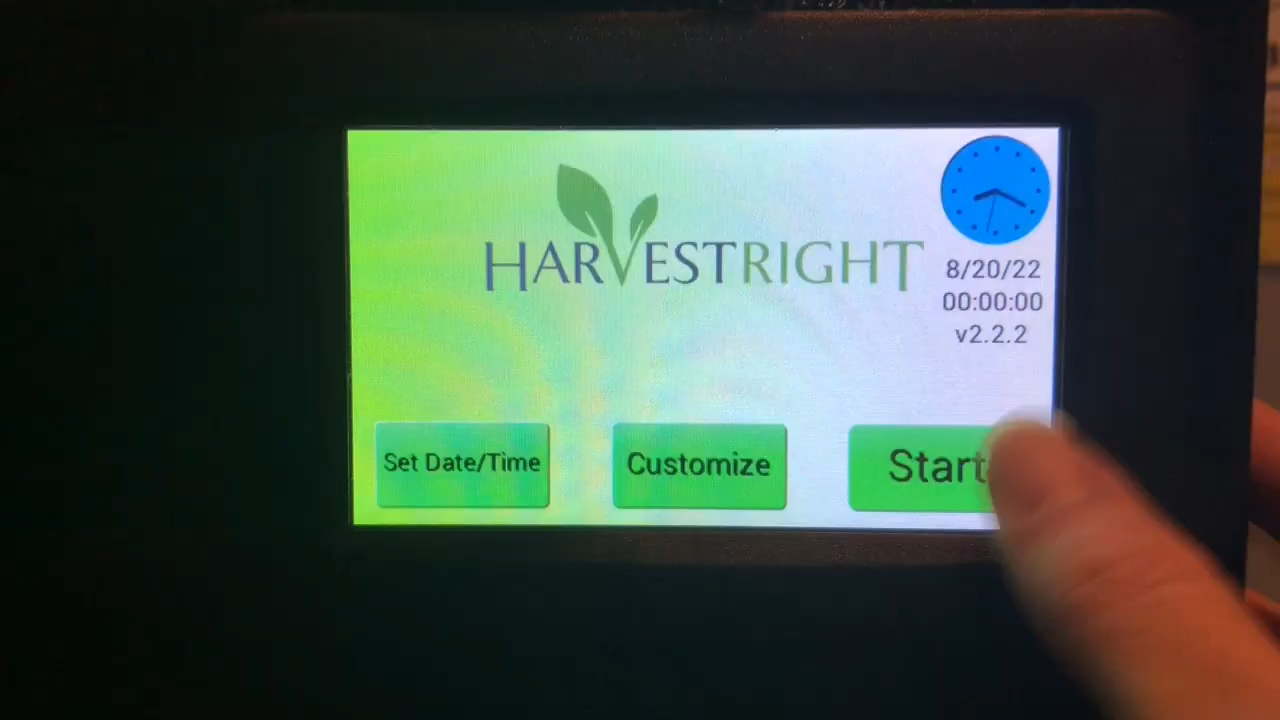 HARVESTRIGHT
8/20/22
00:00:00
v2.2.2
Set Date/Time
Customize
Start